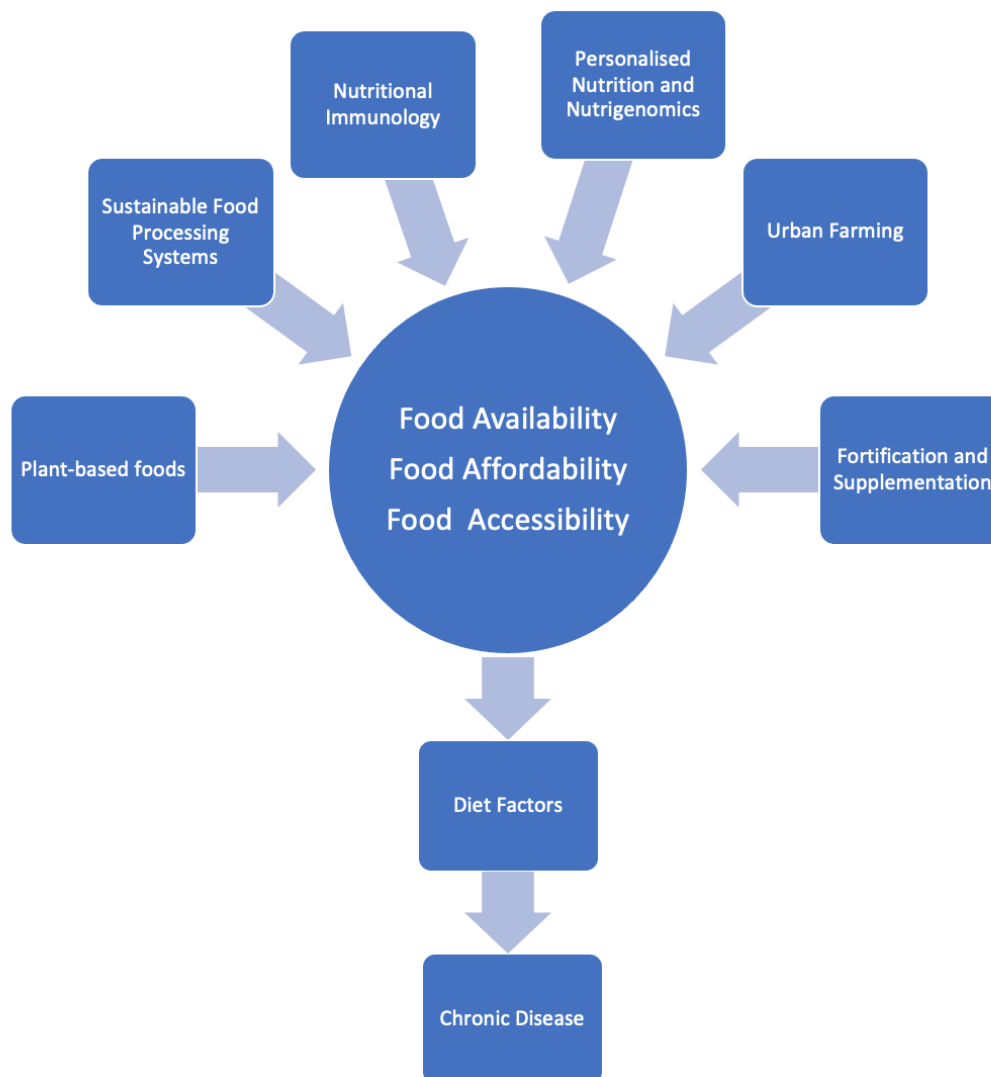 Personalised
Nutrition and
Nutrigenomics
Nutritional
Immunology
Sustainable Food
Processing
Systems
Urban Farming
Food Availability
Food Affordability
Food  Accessibility
Plant-based foods
Fortification and
Supplementation
Diet Factors
Chronic Disease